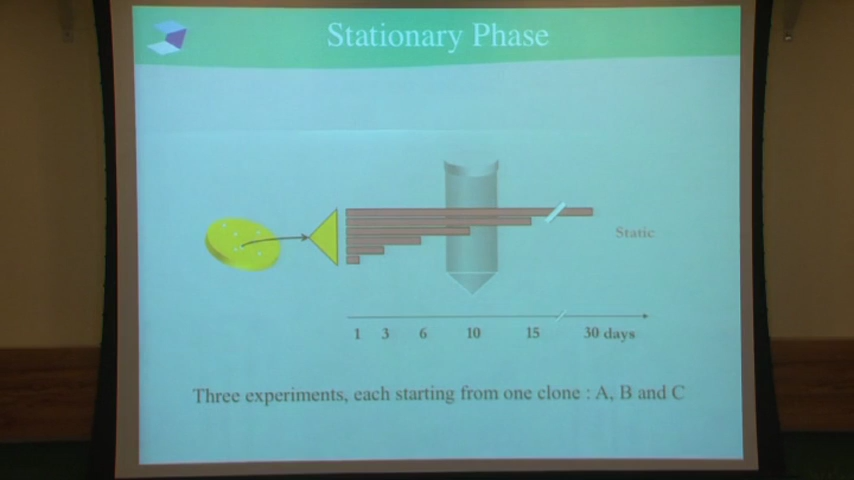 Stationary Phase
Static
1 3 6 10 15 30 days
Three experiments, each starting from one clone : A, B and C